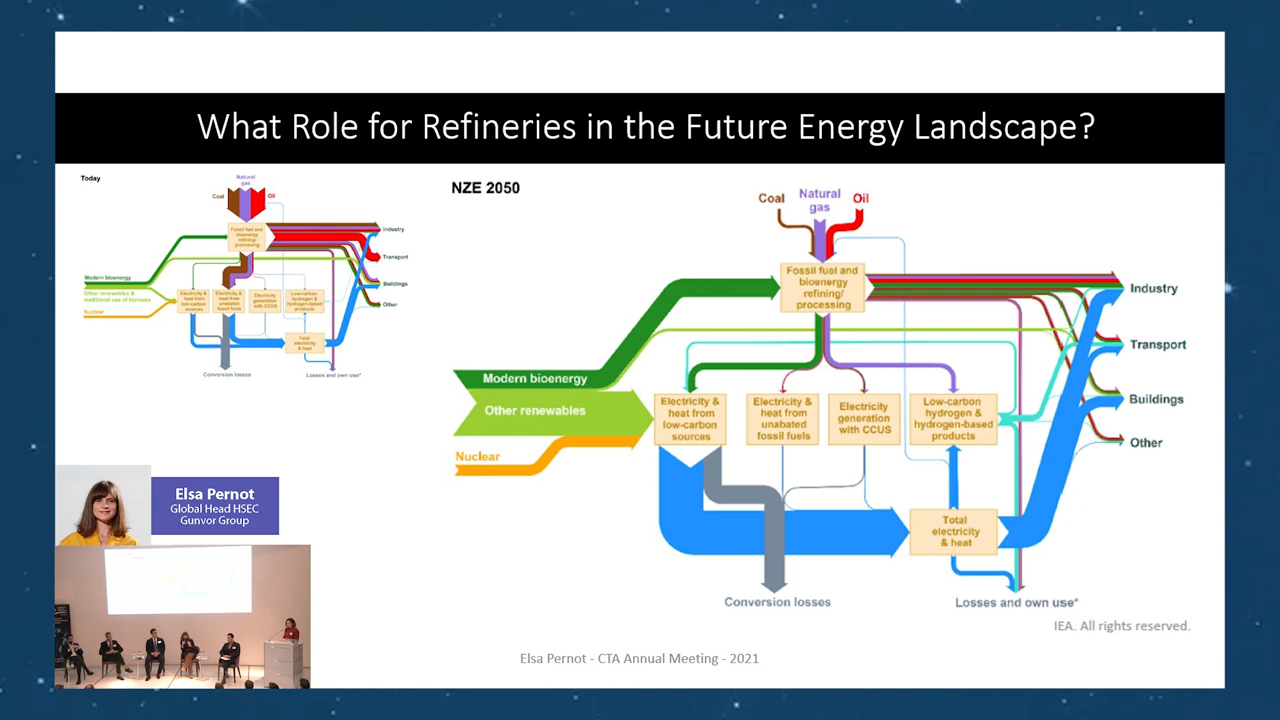 What Role for Refineries in the Future Energy Landscape?
Today
Natural
gas
Coal
Oil
Fossil fuel and
bioenergy
refining/
processing
Industry
Transport
Buildings
Other
Modern bioenergy
Other renewables &
traditional use of biomass
Nuclear
Electricity &
heat from
low-carbon
sources
Electricity &
heat from
unabated
fossil fuels
Electricity
generation
with CCUS
Low-carbon
hydrogen &
hydrogen-based
products
Total
electricity
& heat
Conversion losses
Losses and own use*
NZE 2050
Coal
Natural
gas
Oil
Fossil fuel and
bioenergy
refining/
processing
Industry
Transport
Buildings
Other
Modern bioenergy
Other renewables
Nuclear
Electricity &
heat from
low-carbon
sources
Electricity &
heat from
unabated
fossil fuels
Electricity
generation
with CCUS
Low-carbon
hydrogen &
hydrogen-based
products
Total
electricity
& heat
Conversion losses
Losses and own use*
IEA. All rights reserved.
Elsa Pernot
Global Head HSEC
Gunvor Group
Elsa Pernot - CTA Annual Meeting - 2021